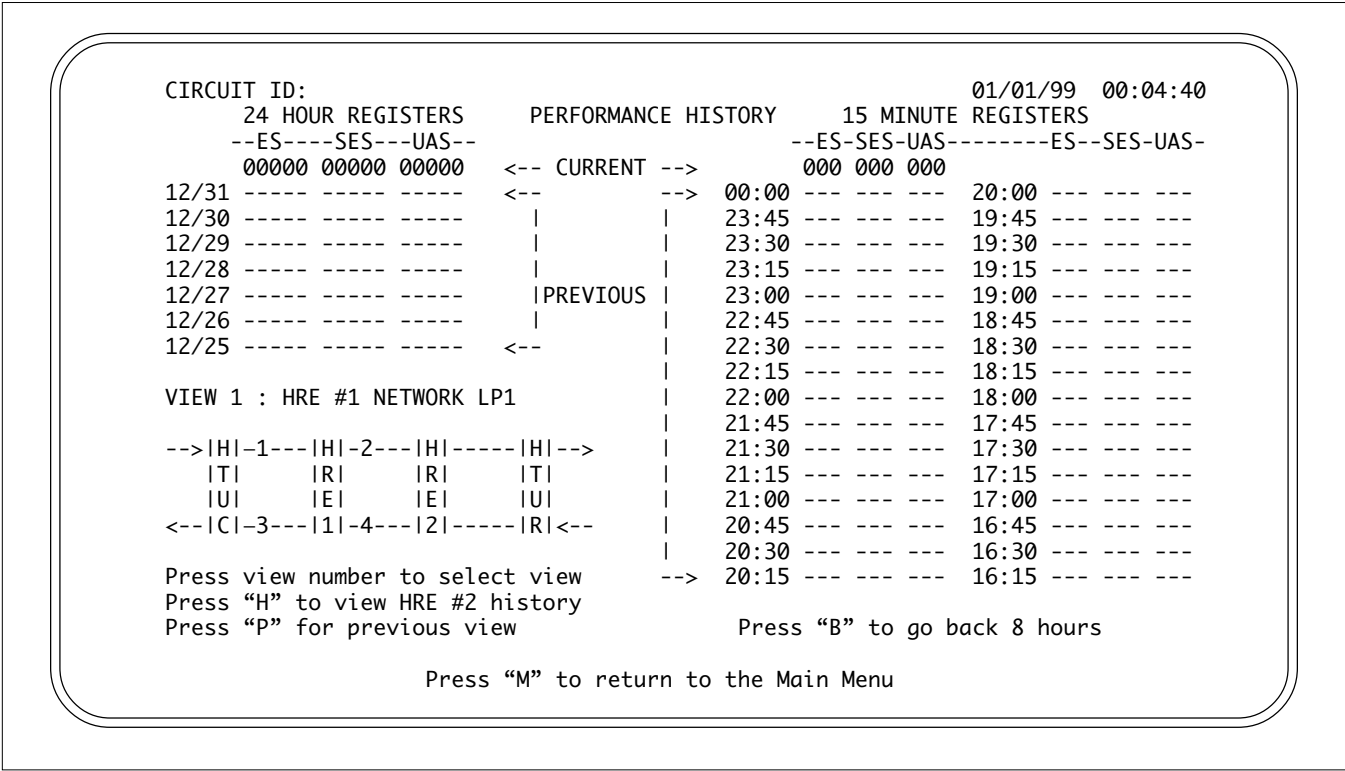 CIRCUIT ID:                                                   01/01/99  00:04:40
      24 HOUR REGISTERS     PERFORMANCE HISTORY     15 MINUTE REGISTERS
     --ES----SES---UAS--                        --ES-SES-UAS--------ES--SES-UAS-
      00000 00000 00000   <-- CURRENT -->        000 000 000
12/31 ----- ----- -----   <--         -->  00:00 --- --- ---  20:00 --- --- ---
12/30 ----- ----- -----     |         |    23:45 --- --- ---  19:45 --- --- ---
12/29 ----- ----- -----     |         |    23:30 --- --- ---  19:30 --- --- ---
12/28 ----- ----- -----     |         |    23:15 --- --- ---  19:15 --- --- ---
12/27 ----- ----- -----     |PREVIOUS |    23:00 --- --- ---  19:00 --- --- ---
12/26 ----- ----- -----     |         |    22:45 --- --- ---  18:45 --- --- ---
12/25 ----- ----- -----   <--         |    22:30 --- --- ---  18:30 --- --- ---
                                      |    22:15 --- --- ---  18:15 --- --- ---
VIEW 1 : HRE #1 NETWORK LP1           |    22:00 --- --- ---  18:00 --- --- ---
                                      |    21:45 --- --- ---  17:45 --- --- ---
-->|H|–1---|H|-2---|H|-----|H|-->     |    21:30 --- --- ---  17:30 --- --- ---
   |T|     |R|     |R|     |T|        |    21:15 --- --- ---  17:15 --- --- ---
   |U|     |E|     |E|     |U|        |    21:00 --- --- ---  17:00 --- --- ---
<--|C|–3---|1|-4---|2|-----|R|<--     |    20:45 --- --- ---  16:45 --- --- ---
                                      |    20:30 --- --- ---  16:30 --- --- ---
Press view number to select view      -->  20:15 --- --- ---  16:15 --- --- ---
Press “H” to view HRE #2 history
Press “P” for previous view                 Press “B” to go back 8 hours
Press “M” to return to the Main Menu